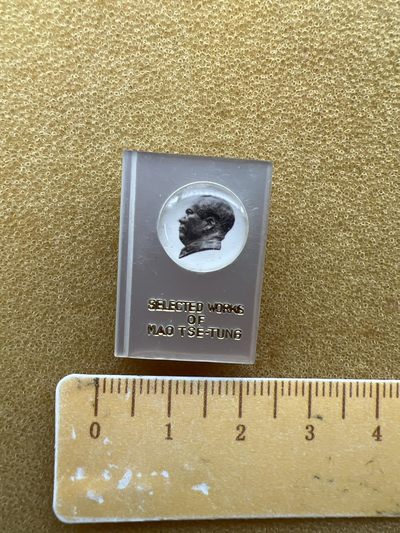 SELECTED WORKS
OF
MAO TSE-TUNG
0 1 2 3 4